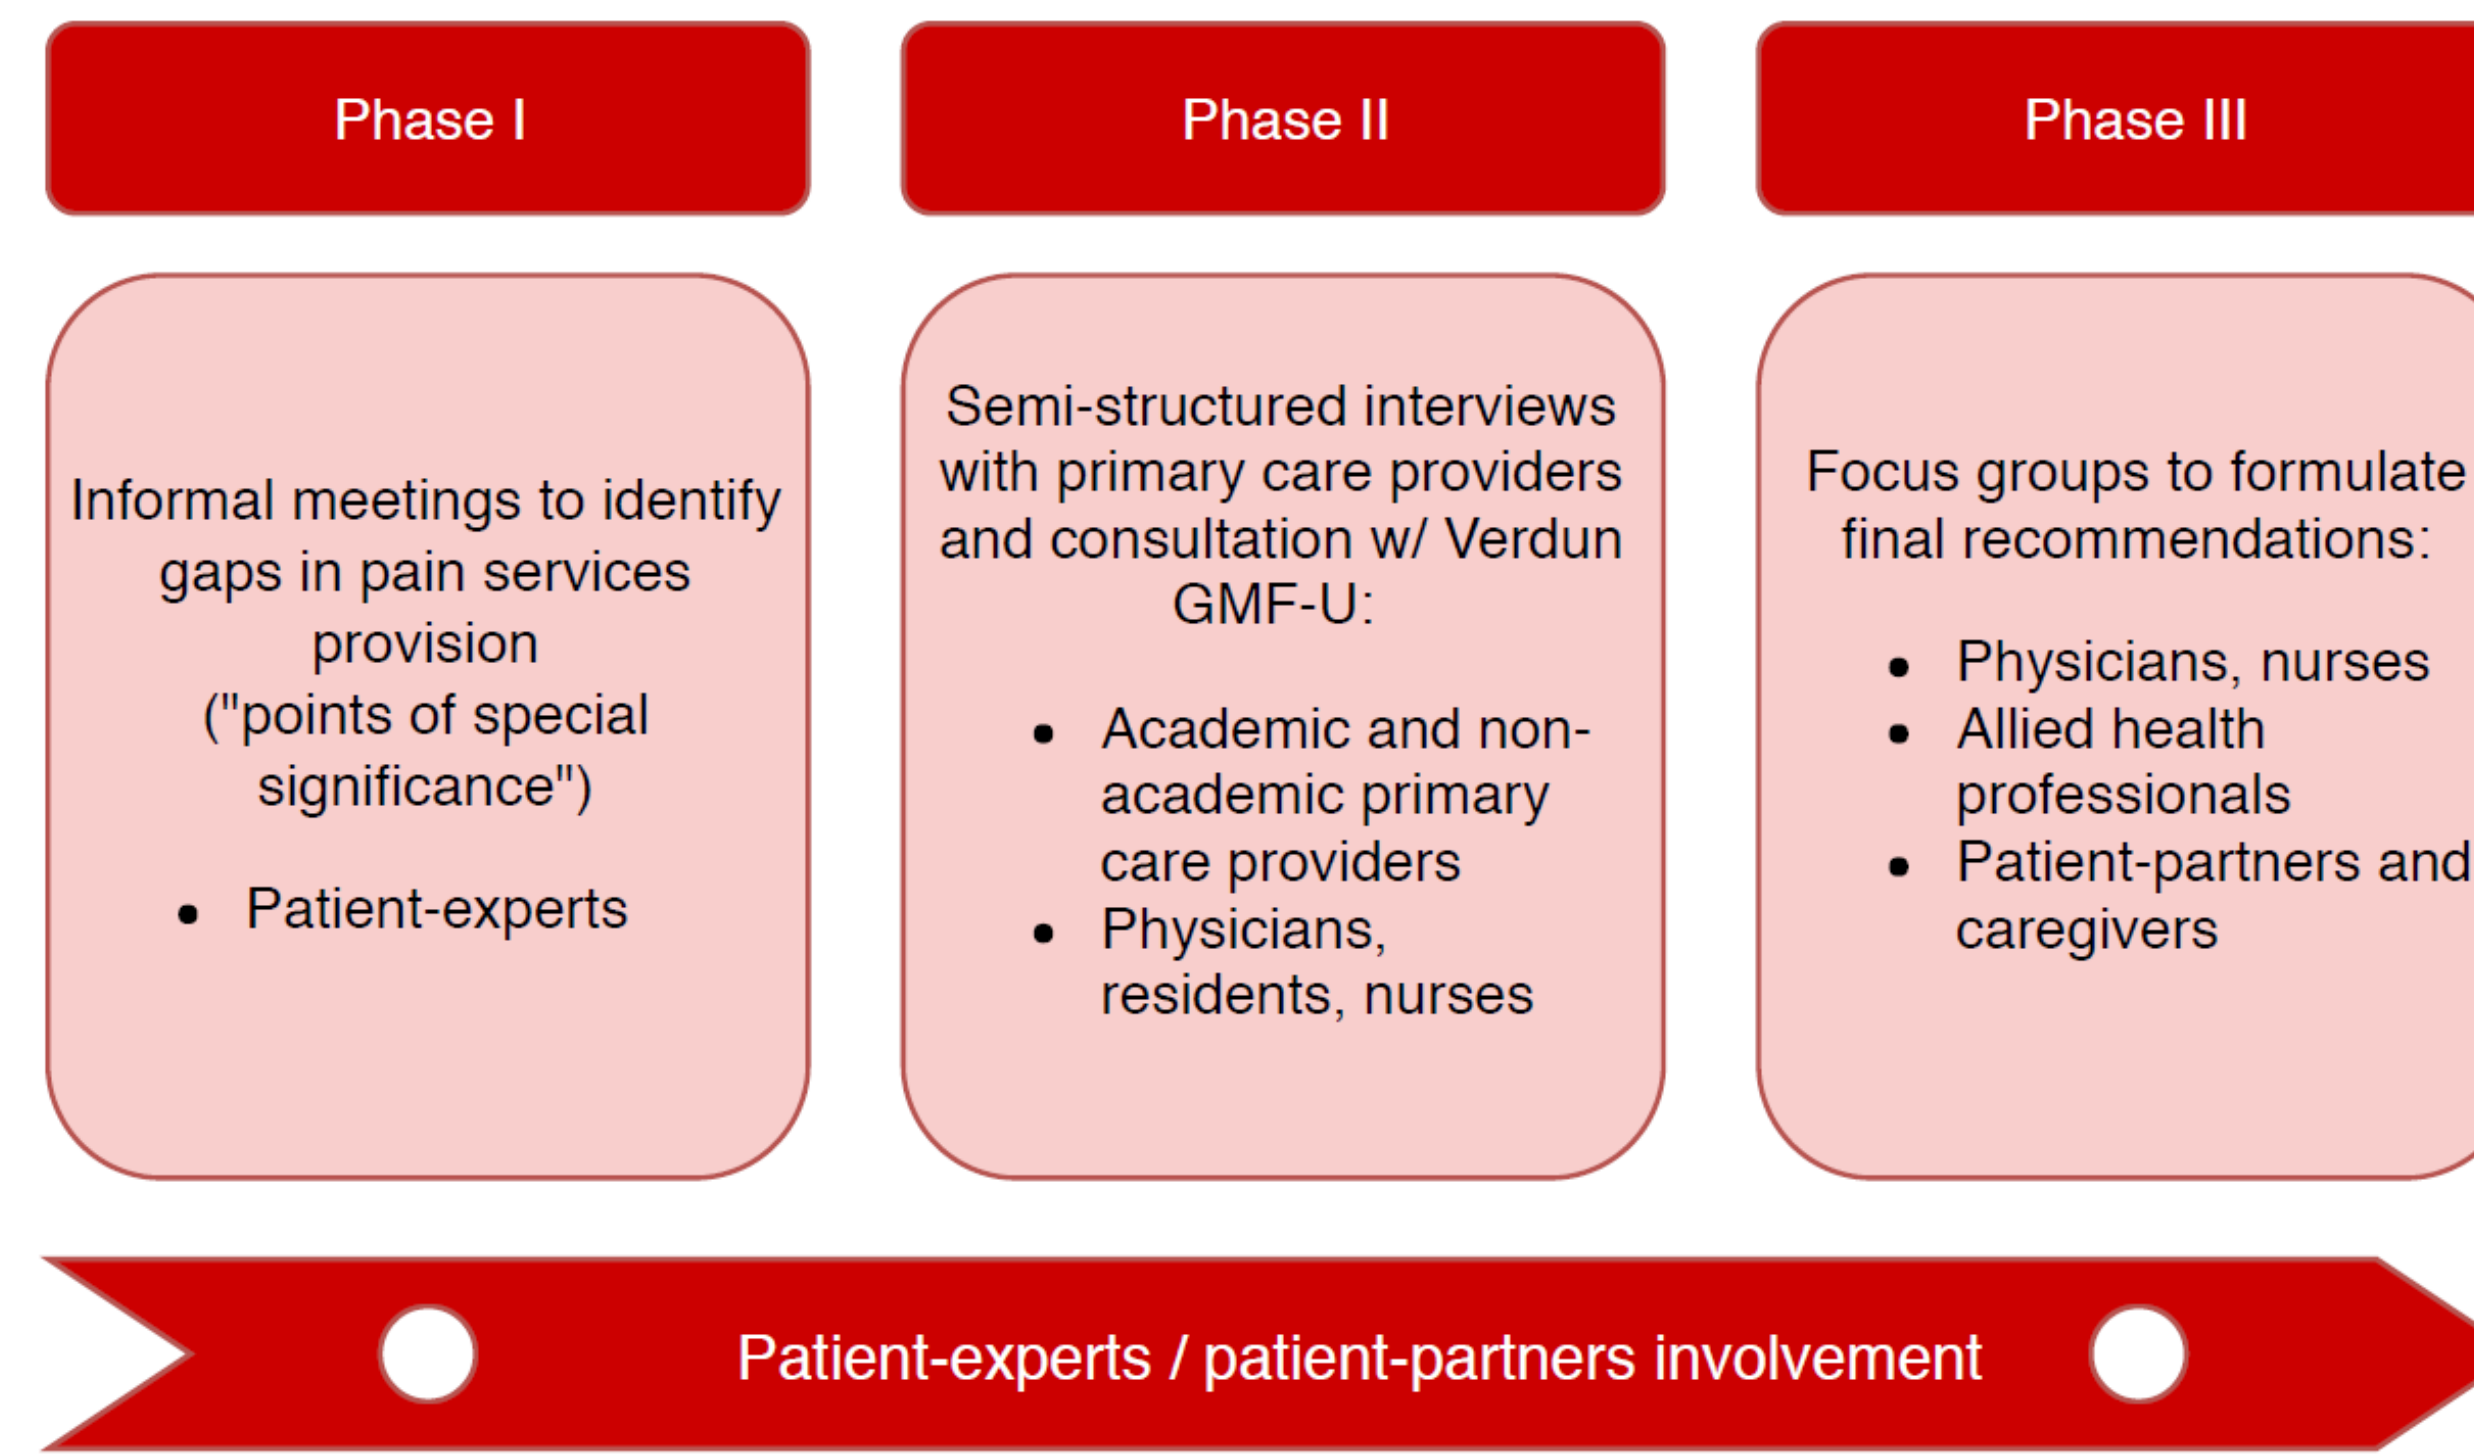 Phase I
Phase II
Phase III
Informal meetings to identify
gaps in pain services
provision
("points of special
significance")
• Patient-experts
Semi-structured interviews
with primary care providers
and consultation w/ Verdun
GMF-U:
• Academic and non-
academic primary
care providers
• Physicians,
residents, nurses
Focus groups to formulate
final recommendations:
• Physicians, nurses
• Allied health
professionals
• Patient-partners and
caregivers
Patient-experts / patient-partners involvement